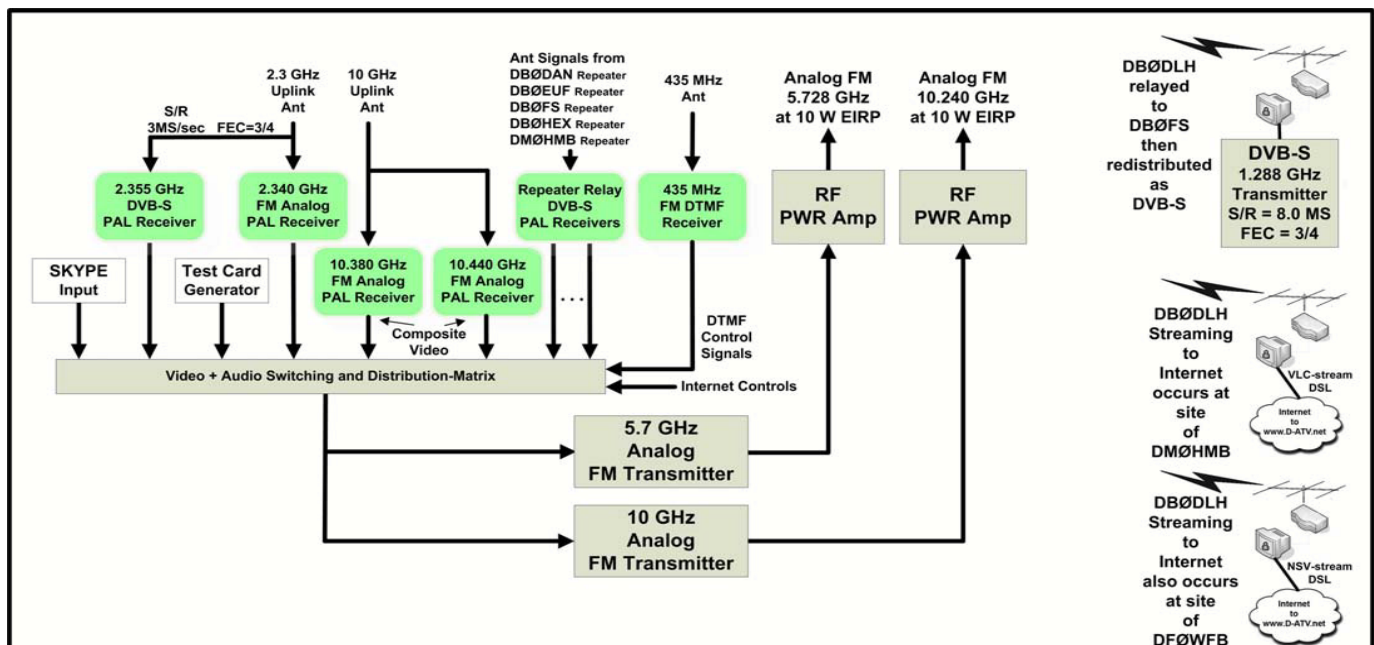 2.3 GHz
Uplink
Ant
10 GHz
Uplink
Ant
Ant Signals from
DBØDAN Repeater
DBØEUF Repeater
DBØFS Repeater
DBØHEX Repeater
DMØHMB Repeater
435 MHz
Ant
Analog FM
5.728 GHz
at 10 W EIRP
Analog FM
10.240 GHz
at 10 W EIRP
S/R
3MS/sec FEC=3/4
2.355 GHz
DVB-S
PAL Receiver
2.340 GHz
FM Analog
PAL Receiver
Repeater Relay
DVB-S
PAL Receivers
435 MHz
FM DTMF
Receiver
RF
PWR Amp
RF
PWR Amp
SKYPE
Input
Test Card
Generator
10.380 GHz
FM Analog
PAL Receiver
10.440 GHz
FM Analog
PAL Receiver
...
Composite
Video
DTMF
Control
Signals
Video + Audio Switching and Distribution-Matrix
Internet Controls
5.7 GHz
Analog
FM Transmitter
10 GHz
Analog
FM Transmitter
DBØDLH
relayed
to
DBØFS
then
redistributed
as
DVB-S
DVB-S
1.288 GHz
Transmitter
S/R = 8.0 MS
FEC = 3/4
DBØDLH
Streaming
to
Internet
occurs at
site
of
DMØHMB
VLC-stream
DSL
Internet
to
www.D-ATV.net
DBØDLH
Streaming
to
Internet
also occurs
at site
of
DFØWFB
NSV-stream
DSL
Internet
to
www.D-ATV.net